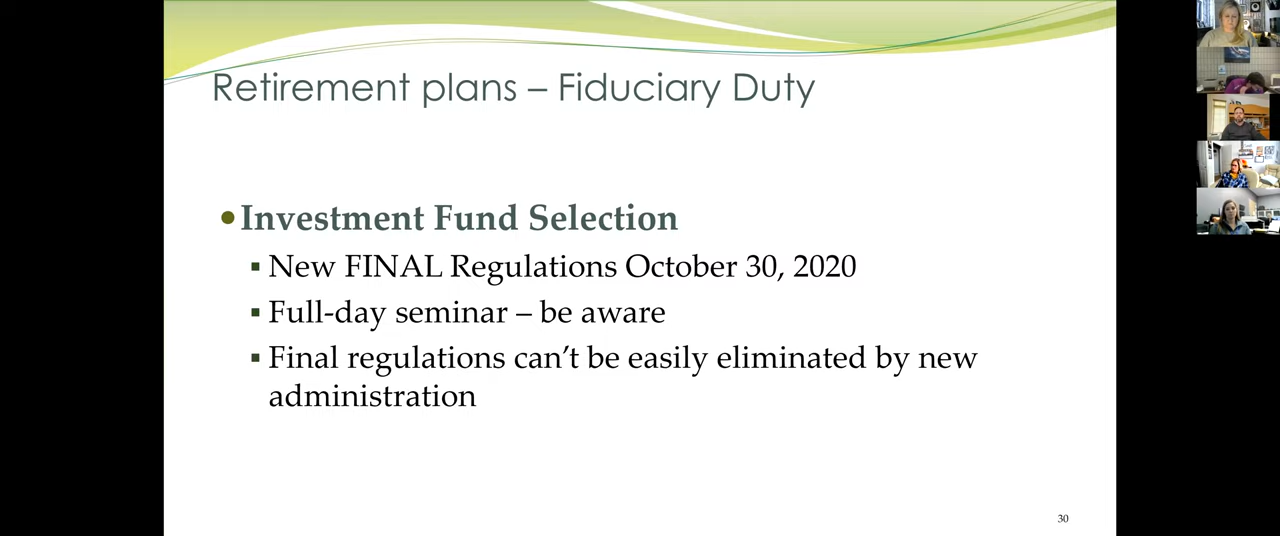 Retirement plans – Fiduciary Duty
•Investment Fund Selection
▪ New FINAL Regulations October 30, 2020
▪ Full-day seminar – be aware
▪ Final regulations can’t be easily eliminated by new
administration
30